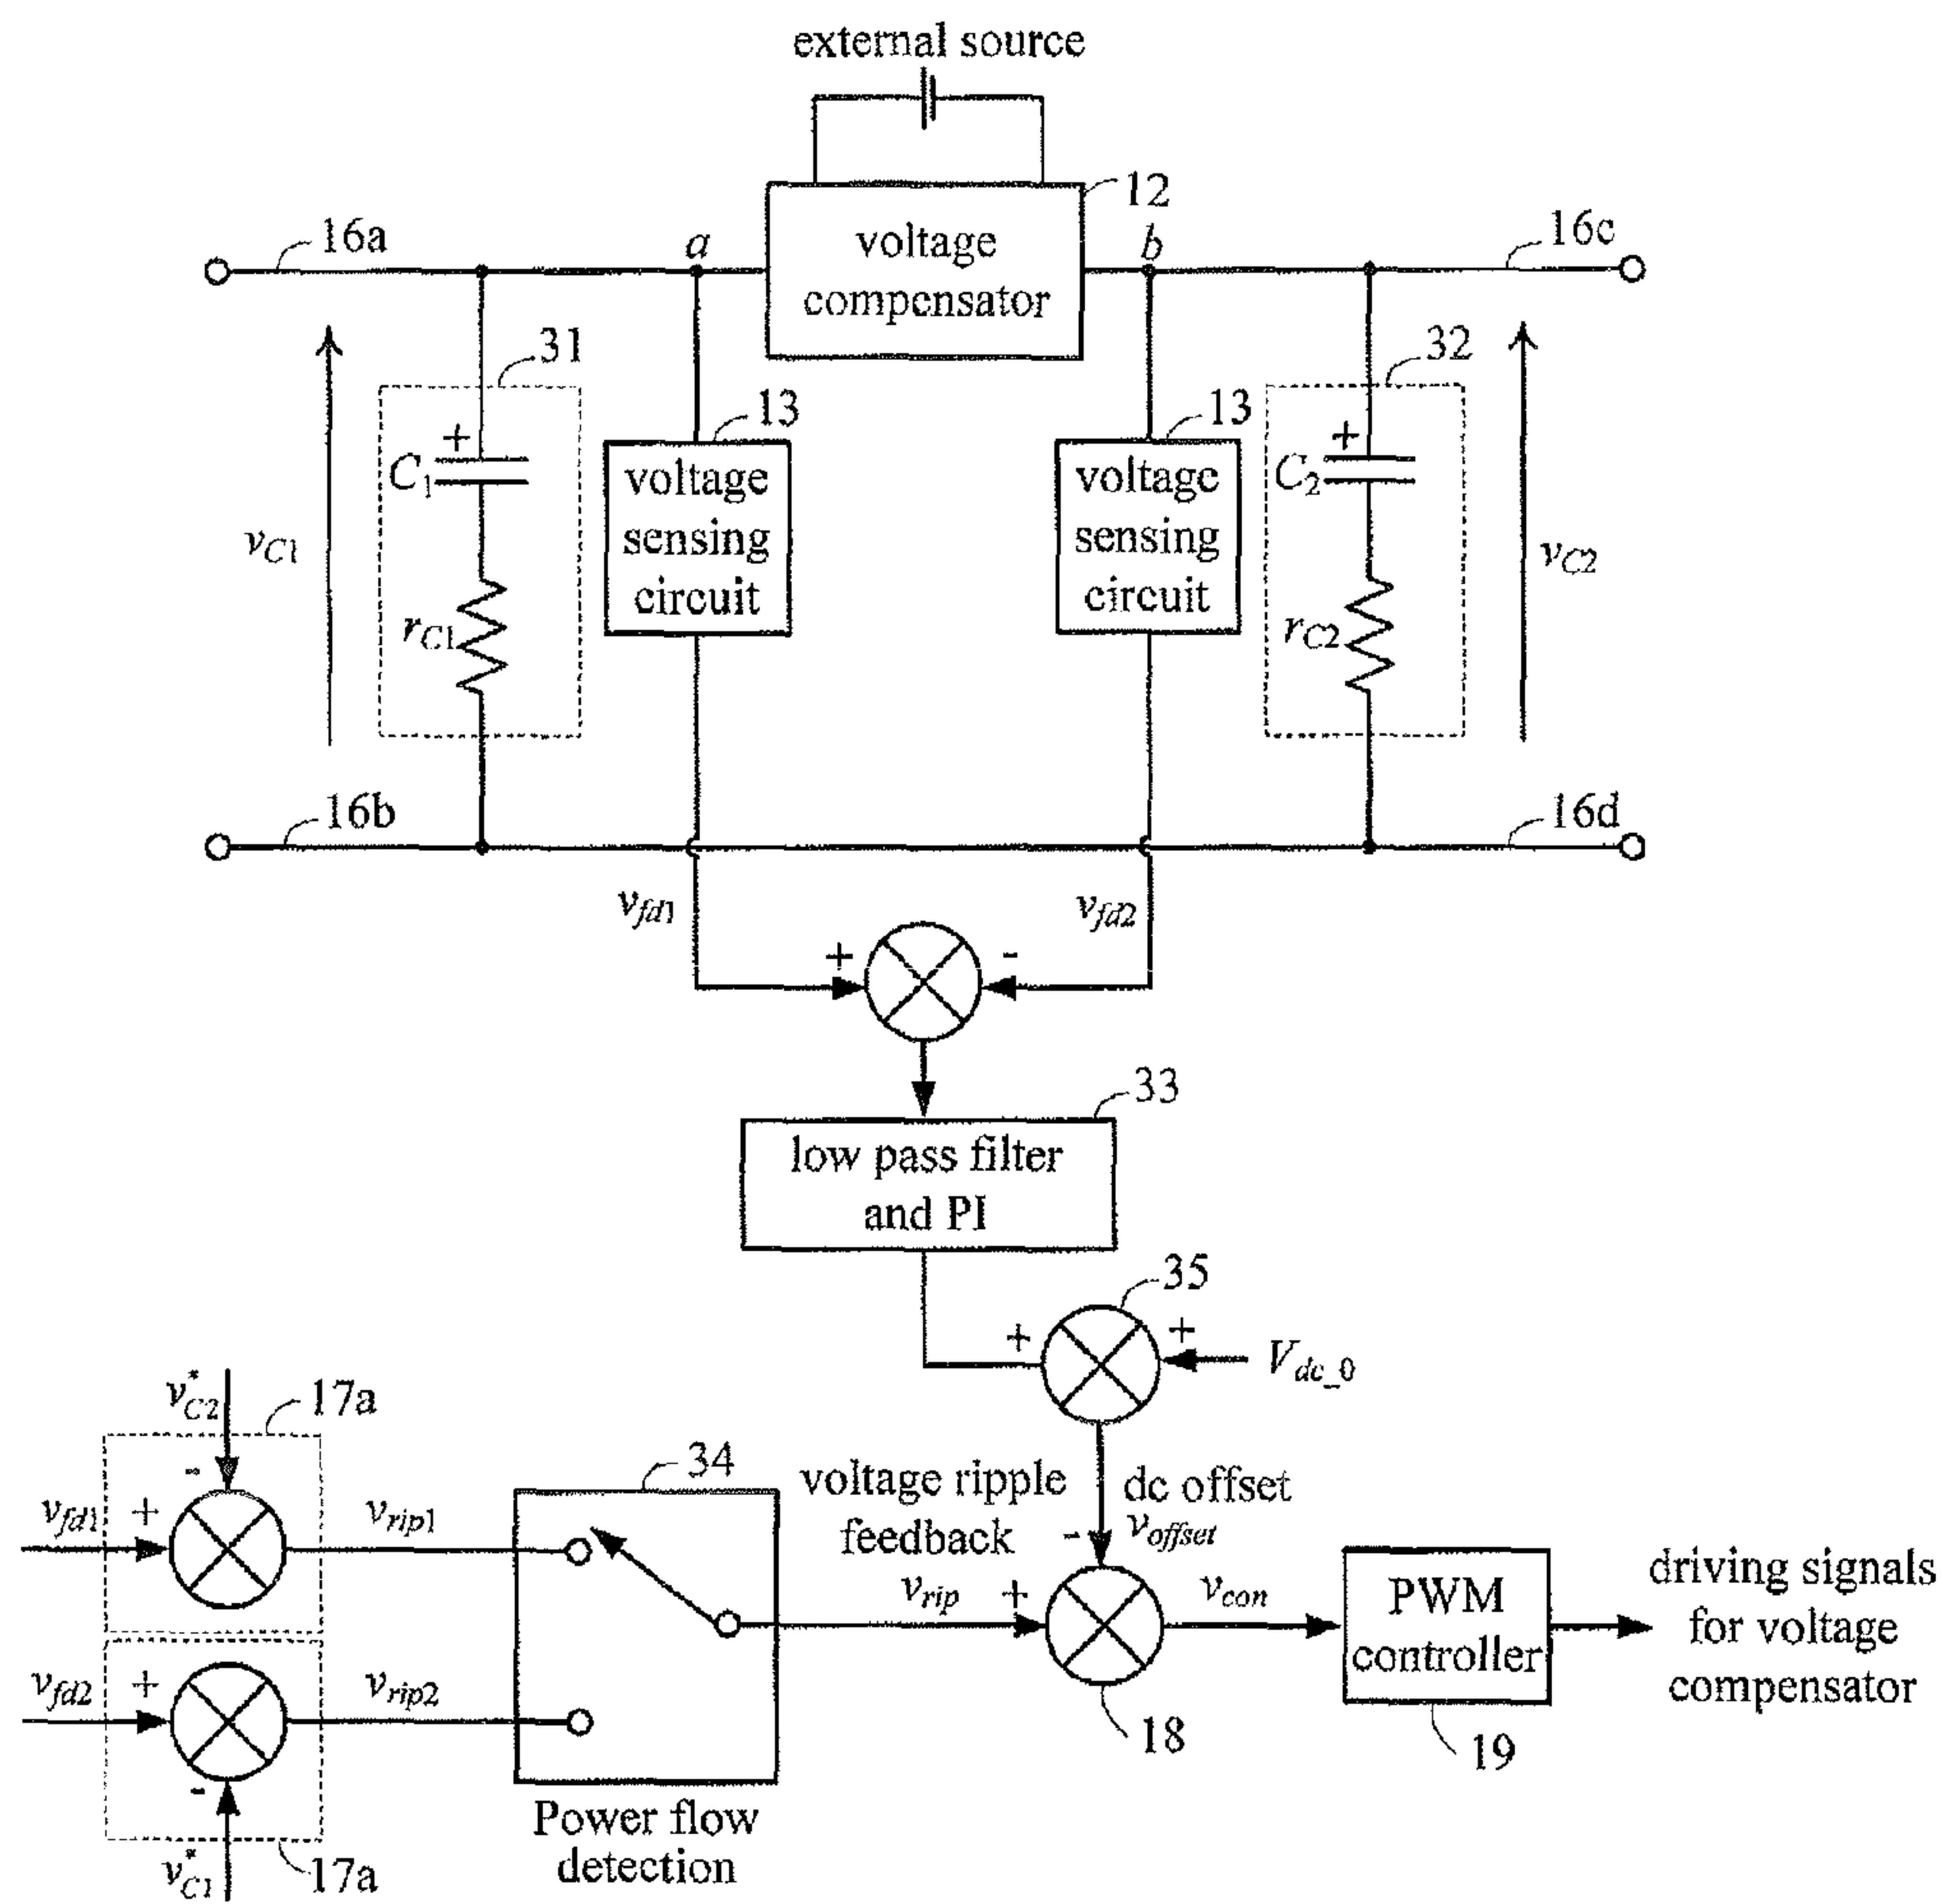 external source
12
voltage
compensator
16a
a
b
16c
31
13
13
32
+
C1
voltage
sensing
circuit
voltage
sensing
circuit
+
C2
vC1
rC1
rC2
vC2
16b
16d
vfd1
vfd2
+
-
33
low pass filter
and PI
35
+
+
Vdc_0
v*C2
17a
-
vfd1
+
vrip1
34
voltage ripple
feedback
dc offset
voffset
-
vrip
+
vcon
PWM
controller
driving signals
for voltage
compensator
vfd2
+
vrip2
18
19
-
Power flow
detection
v*C1
17a